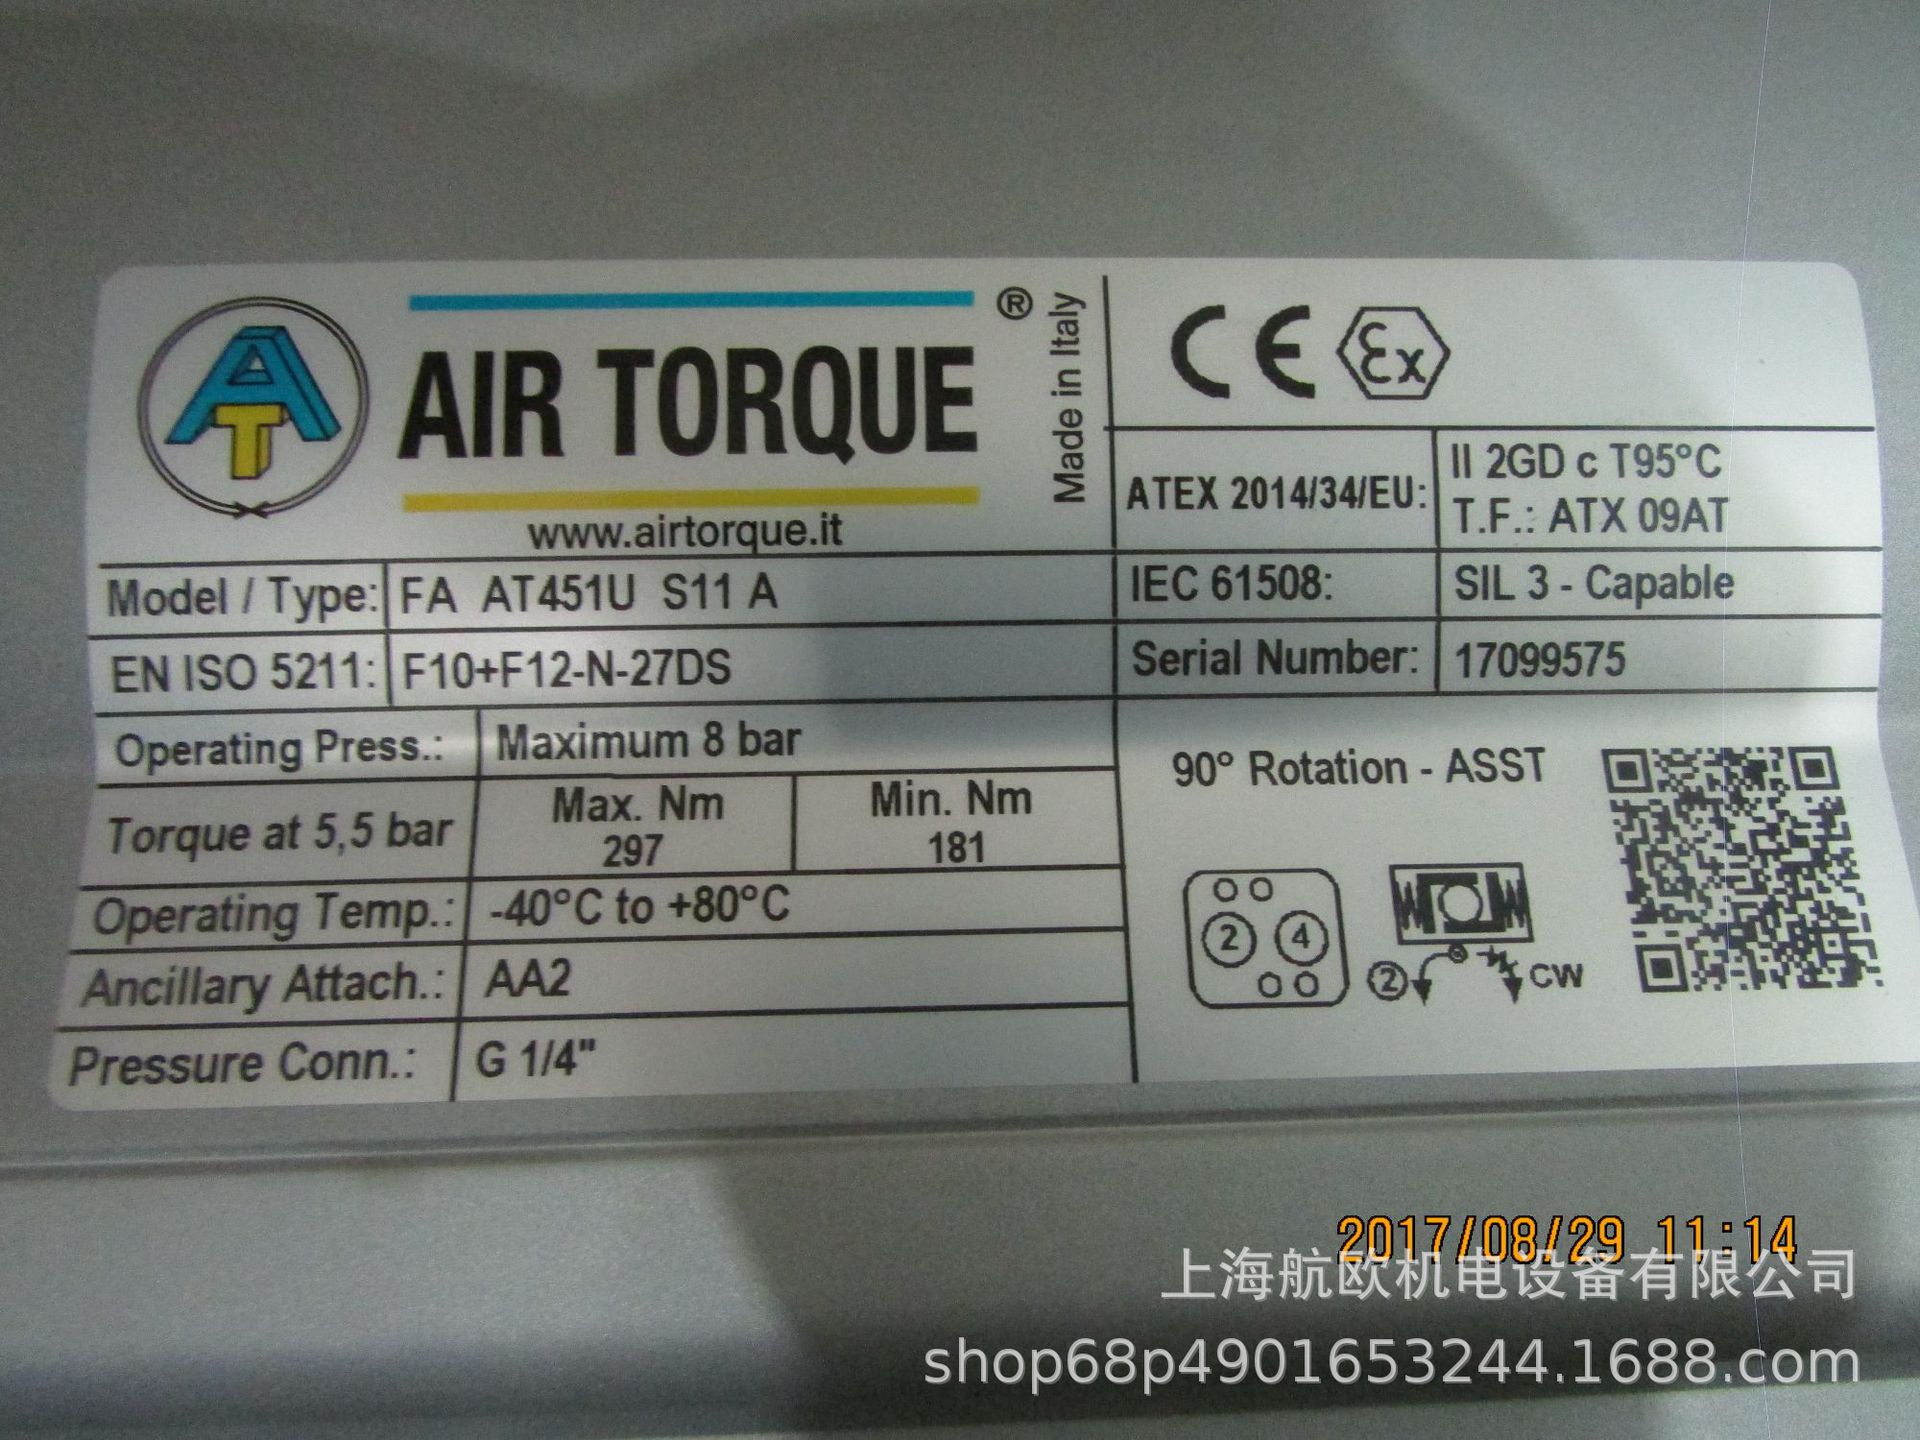 AT
AIR TORQUE ®
Made in Italy
www.airtorque.it
CE Ex
ATEX 2014/34/EU: II 2GD c T95°C
T.F.: ATX 09AT
Model / Type: FA AT451U S11 A
IEC 61508: SIL 3 - Capable
EN ISO 5211: F10+F12-N-27DS
Serial Number: 17099575
Operating Press.: Maximum 8 bar
Torque at 5,5 bar
Max. Nm
297
Min. Nm
181
Operating Temp.: -40°C to +80°C
Ancillary Attach.: AA2
Pressure Conn.: G 1/4"
90° Rotation - ASST
2 4
2 CW
2017/08/29 11:14
上海航欧机电设备有限公司
shop68p4901653244.1688.com